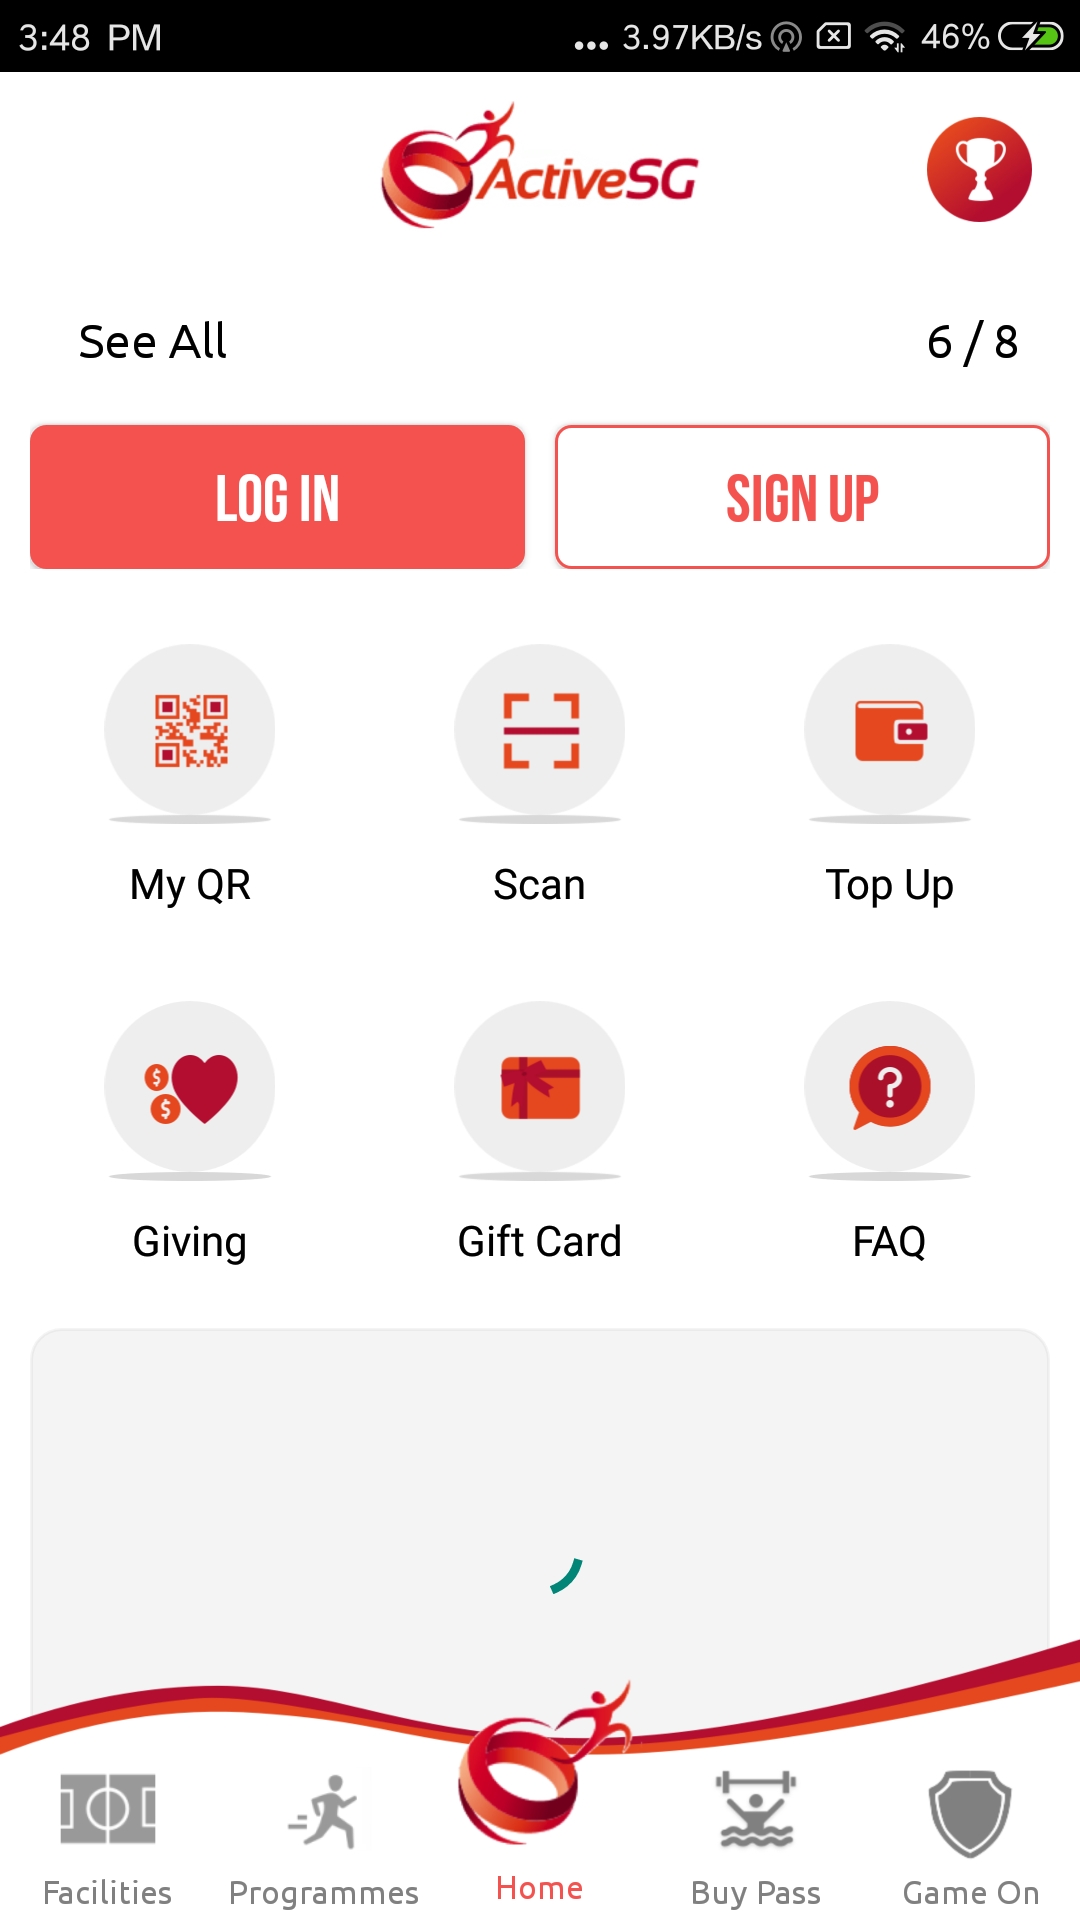 3:48 PM ... 3.97KB/s 46%
ActiveSG
See All 6 / 8
LOG IN SIGN UP
My QR Scan Top Up
Giving Gift Card FAQ
Facilities Programmes Home Buy Pass Game On